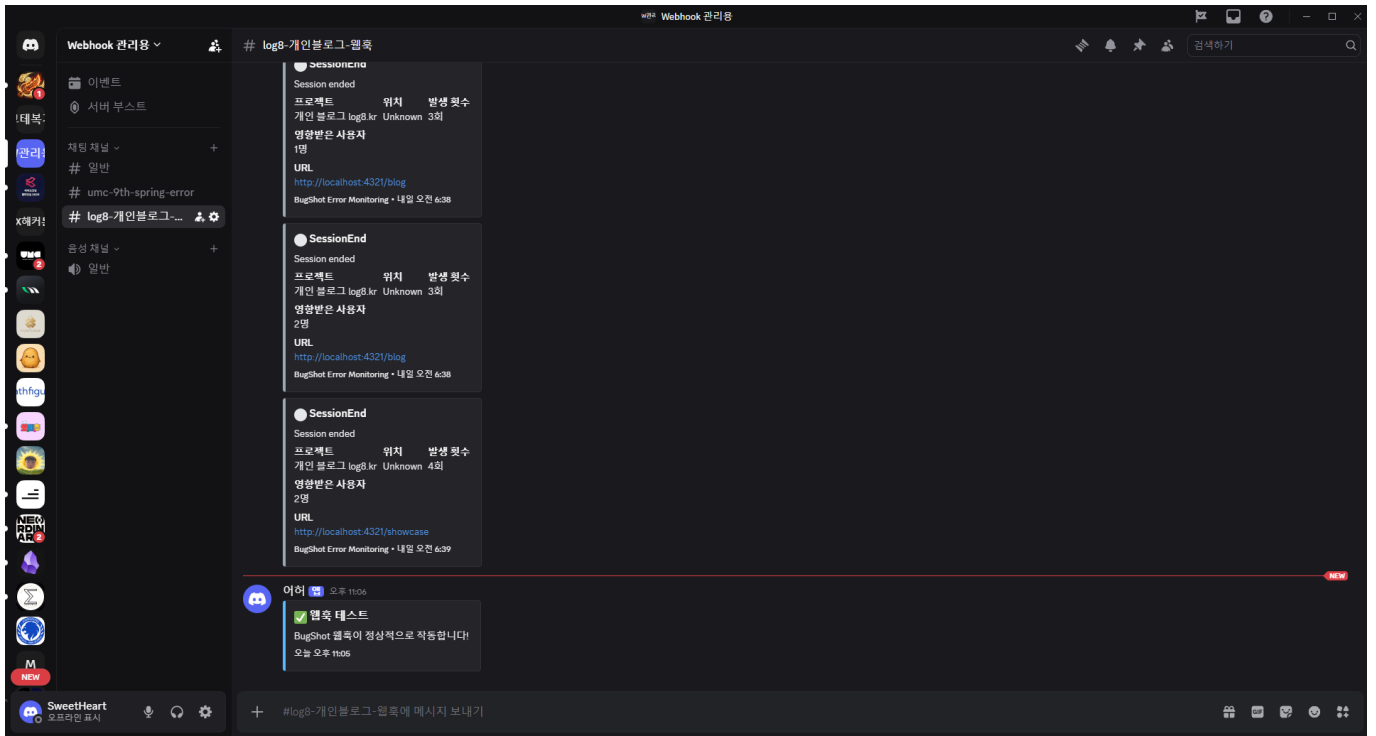 Webhook 관리용
Webhook 관리용
이벤트
서버 부스트
채팅 채널
# 일반
# umc-9th-spring-error
# log8-개인블로그-...
음성 채널
일반
NEW
SweetHeart
오프라인 표시
# log8-개인블로그-웹훅
검색하기
SessionEnd
Session ended
프로젝트 위치 발생 횟수
개인 블로그 log8.kr Unknown 3회
영향받은 사용자
1명
URL
http://localhost:4321/blog
BugShot Error Monitoring • 내일 오전 6:38
SessionEnd
Session ended
프로젝트 위치 발생 횟수
개인 블로그 log8.kr Unknown 3회
영향받은 사용자
2명
URL
http://localhost:4321/blog
BugShot Error Monitoring • 내일 오전 6:38
SessionEnd
Session ended
프로젝트 위치 발생 횟수
개인 블로그 log8.kr Unknown 4회
영향받은 사용자
2명
URL
http://localhost:4321/showcase
BugShot Error Monitoring • 내일 오전 6:39
NEW
어허 앱 오후 11:06
✅ 웹훅 테스트
BugShot 웹훅이 정상적으로 작동합니다!
오늘 오후 11:05
#log8-개인블로그-웹훅에 메시지 보내기
GIF